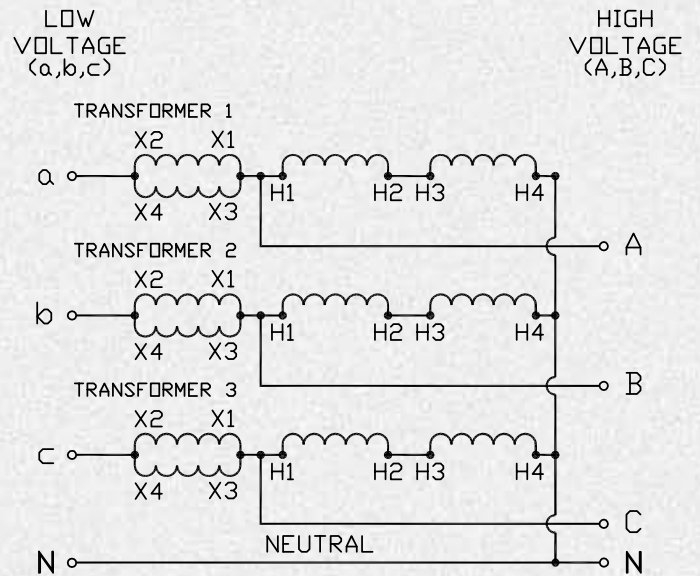 LOW
VOLTAGE
(a,b,c)
HIGH
VOLTAGE
(A,B,C)
TRANSFORMER 1
X2 X1
a
H1 H2 H3 H4
X4 X3
A
TRANSFORMER 2
X2 X1
b
H1 H2 H3 H4
X4 X3
B
TRANSFORMER 3
X2 X1
c
H1 H2 H3 H4
X4 X3
C
NEUTRAL
N N